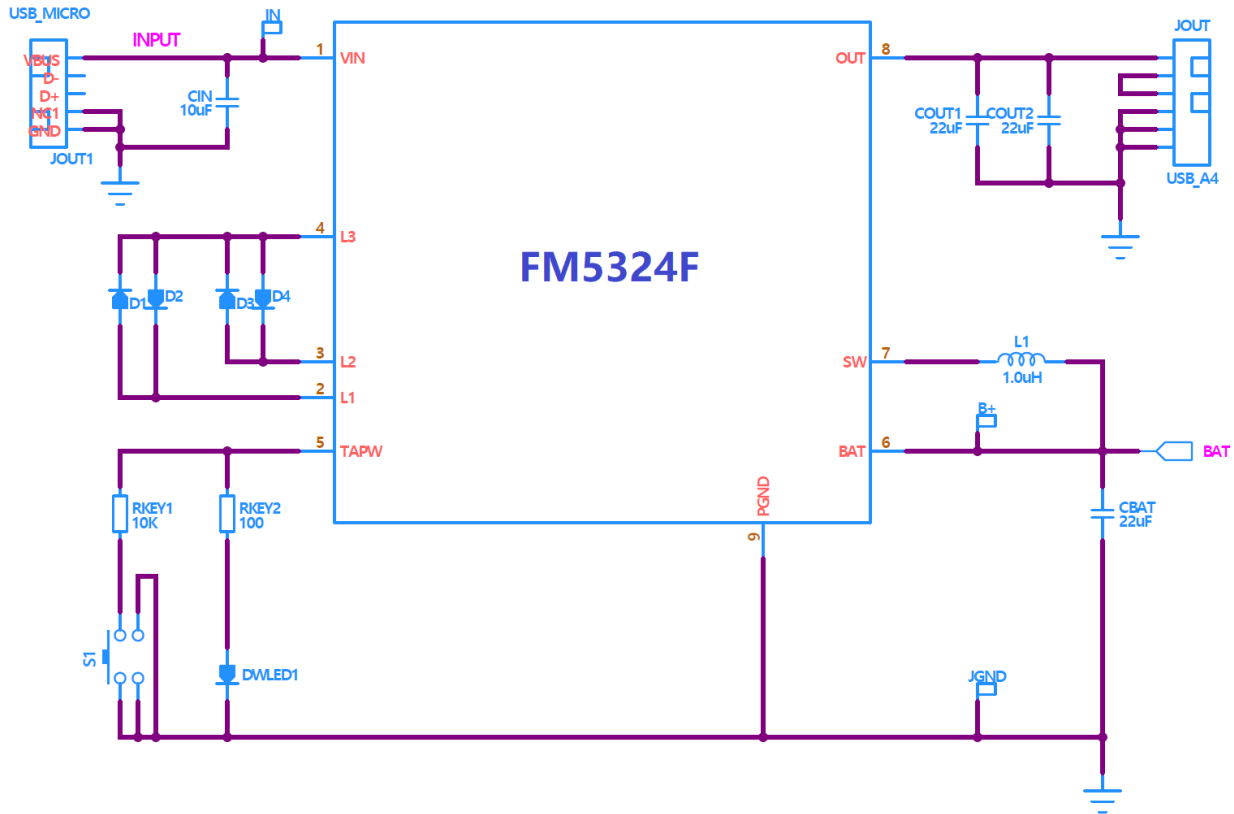 USB_MICRO
IN
INPUT
JOUT
VBUS
1
VIN
OUT
8
D-
D+
CIN
10uF
NC1
GND
COUT1
22uF
COUT2
22uF
JOUT1
USB_A4
4
L3
FM5324F
D1
D2
D3
D4
3
L2
SW
7
L1
1.0uH
2
L1
B+
5
TAPW
BAT
6
BAT
PGND
9
RKEY1
10K
RKEY2
100
CBAT
22uF
S1
DWLED1
JGND